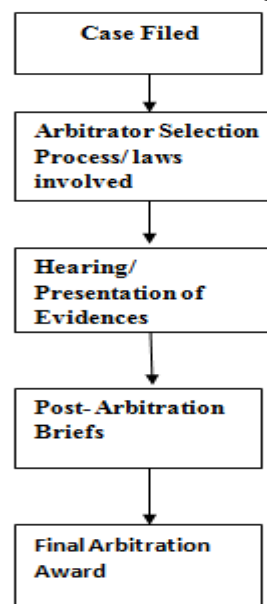 Case Filed
Arbitrator Selection
Process/ laws
involved
Hearing/
Presentation of
Evidences
Post- Arbitration
Briefs
Final Arbitration
Award